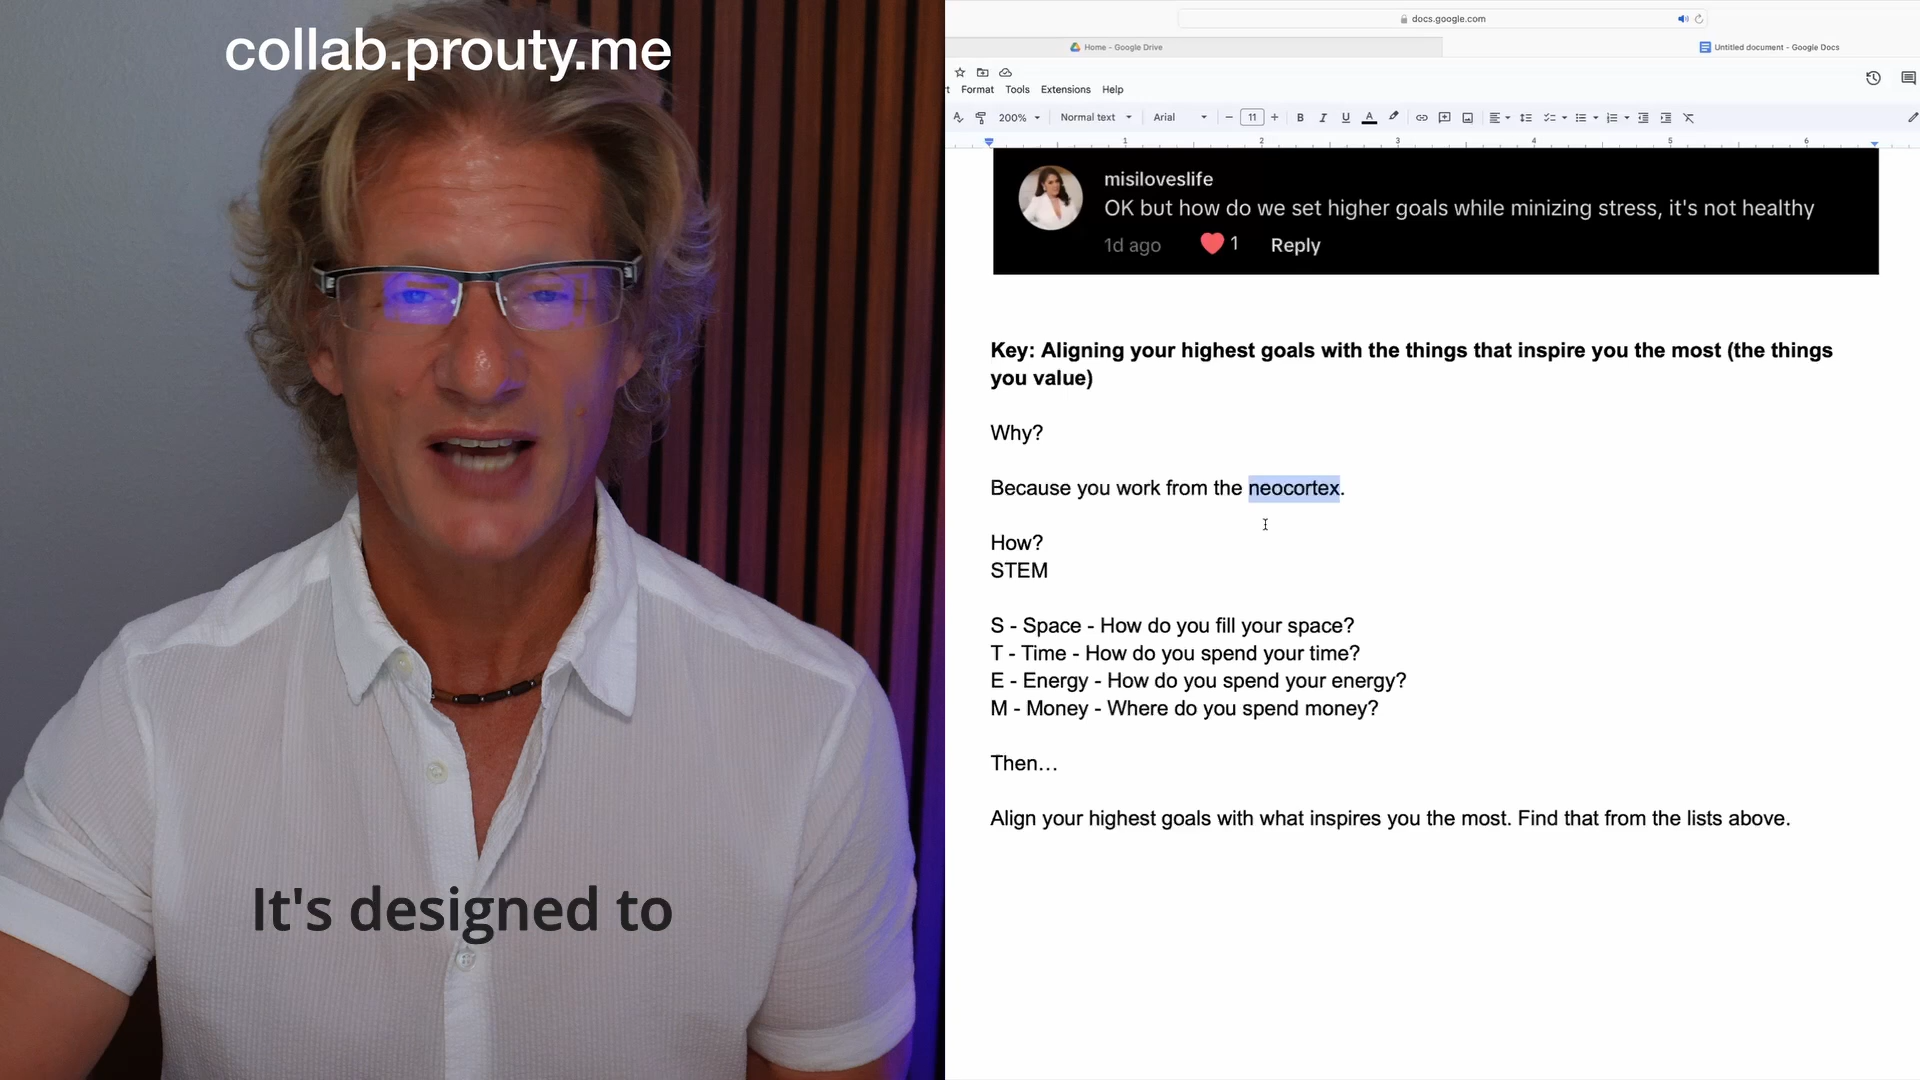 collab.prouty.me
It's designed to
docs.google.com
Home - Google Drive
Untitled document - Google Docs
Format Tools Extensions Help
200% Normal text Arial 11
1 2 3 4 5 6
misiloveslife
OK but how do we set higher goals while minizing stress, it's not healthy
1d ago 1 Reply
Key: Aligning your highest goals with the things that inspire you the most (the things
you value)
Why?
Because you work from the neocortex.
How?
STEM
S - Space - How do you fill your space?
T - Time - How do you spend your time?
E - Energy - How do you spend your energy?
M - Money - Where do you spend money?
Then…
Align your highest goals with what inspires you the most. Find that from the lists above.